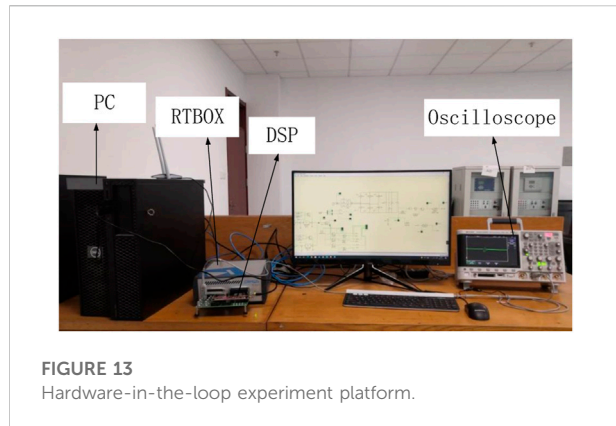 PC
RTBOX
DSP
Oscilloscope
FIGURE 13
Hardware-in-the-loop experiment platform.